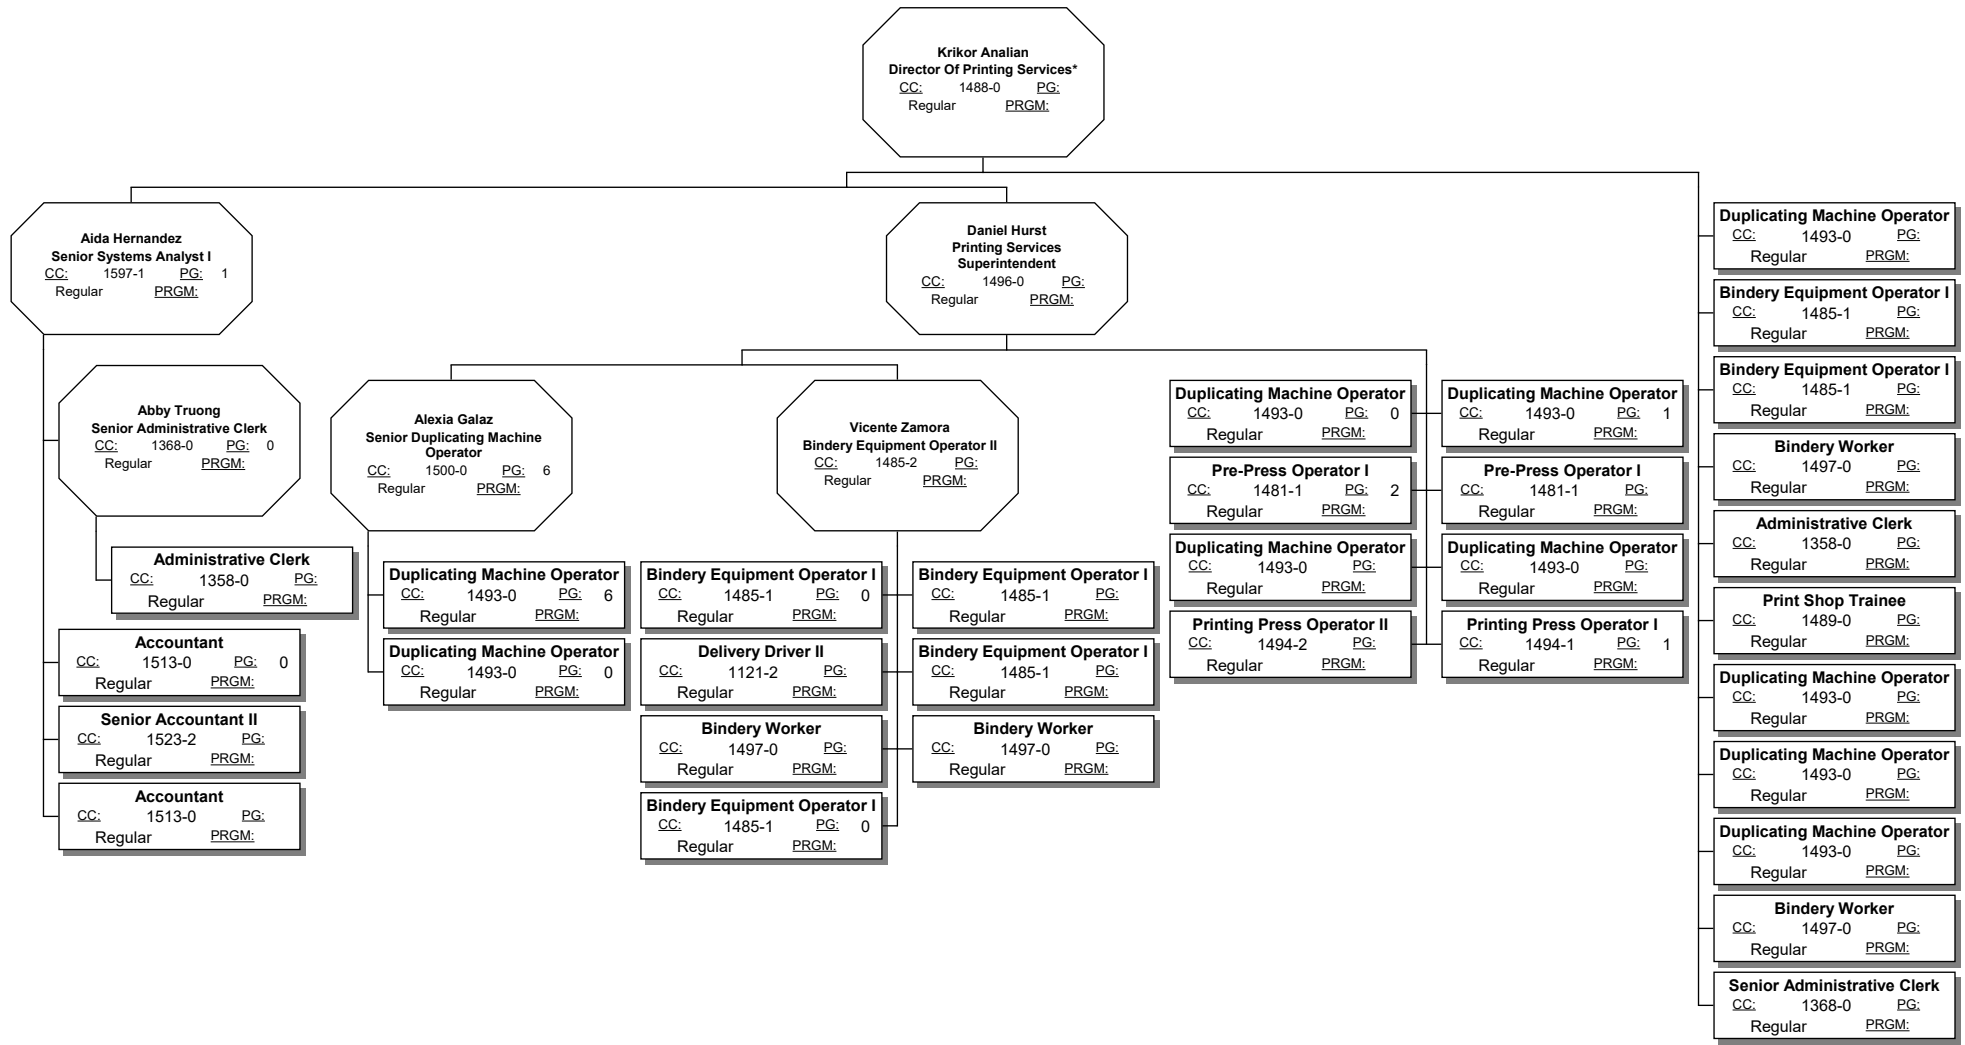 Krikor Analian
Director Of Printing Services*
CC: 1488-0 PG:
Regular PRGM:
Aida Hernandez
Senior Systems Analyst I
CC: 1597-1 PG: 1
Regular PRGM:
Abby Truong
Senior Administrative Clerk
CC: 1368-0 PG: 0
Regular PRGM:
Administrative Clerk
CC: 1358-0 PG:
Regular PRGM:
Accountant
CC: 1513-0 PG: 0
Regular PRGM:
Senior Accountant II
CC: 1523-2 PG:
Regular PRGM:
Accountant
CC: 1513-0 PG:
Regular PRGM:
Daniel Hurst
Printing Services
Superintendent
CC: 1496-0 PG:
Regular PRGM:
Alexia Galaz
Senior Duplicating Machine
Operator
CC: 1500-0 PG: 6
Regular PRGM:
Duplicating Machine Operator
CC: 1493-0 PG: 6
Regular PRGM:
Duplicating Machine Operator
CC: 1493-0 PG: 0
Regular PRGM:
Vicente Zamora
Bindery Equipment Operator II
CC: 1485-2 PG:
Regular PRGM:
Bindery Equipment Operator I
CC: 1485-1 PG: 0
Regular PRGM:
Bindery Equipment Operator I
CC: 1485-1 PG:
Regular PRGM:
Delivery Driver II
CC: 1121-2 PG:
Regular PRGM:
Bindery Equipment Operator I
CC: 1485-1 PG:
Regular PRGM:
Bindery Worker
CC: 1497-0 PG:
Regular PRGM:
Bindery Worker
CC: 1497-0 PG:
Regular PRGM:
Bindery Equipment Operator I
CC: 1485-1 PG: 0
Regular PRGM:
Duplicating Machine Operator
CC: 1493-0 PG: 0
Regular PRGM:
Duplicating Machine Operator
CC: 1493-0 PG: 1
Regular PRGM:
Pre-Press Operator I
CC: 1481-1 PG: 2
Regular PRGM:
Pre-Press Operator I
CC: 1481-1 PG:
Regular PRGM:
Duplicating Machine Operator
CC: 1493-0 PG:
Regular PRGM:
Duplicating Machine Operator
CC: 1493-0 PG:
Regular PRGM:
Printing Press Operator II
CC: 1494-2 PG:
Regular PRGM:
Printing Press Operator I
CC: 1494-1 PG: 1
Regular PRGM:
Duplicating Machine Operator
CC: 1493-0 PG:
Regular PRGM:
Bindery Equipment Operator I
CC: 1485-1 PG:
Regular PRGM:
Bindery Equipment Operator I
CC: 1485-1 PG:
Regular PRGM:
Bindery Worker
CC: 1497-0 PG:
Regular PRGM:
Administrative Clerk
CC: 1358-0 PG:
Regular PRGM:
Print Shop Trainee
CC: 1489-0 PG:
Regular PRGM:
Duplicating Machine Operator
CC: 1493-0 PG:
Regular PRGM:
Duplicating Machine Operator
CC: 1493-0 PG:
Regular PRGM:
Duplicating Machine Operator
CC: 1493-0 PG:
Regular PRGM:
Bindery Worker
CC: 1497-0 PG:
Regular PRGM:
Senior Administrative Clerk
CC: 1368-0 PG:
Regular PRGM: